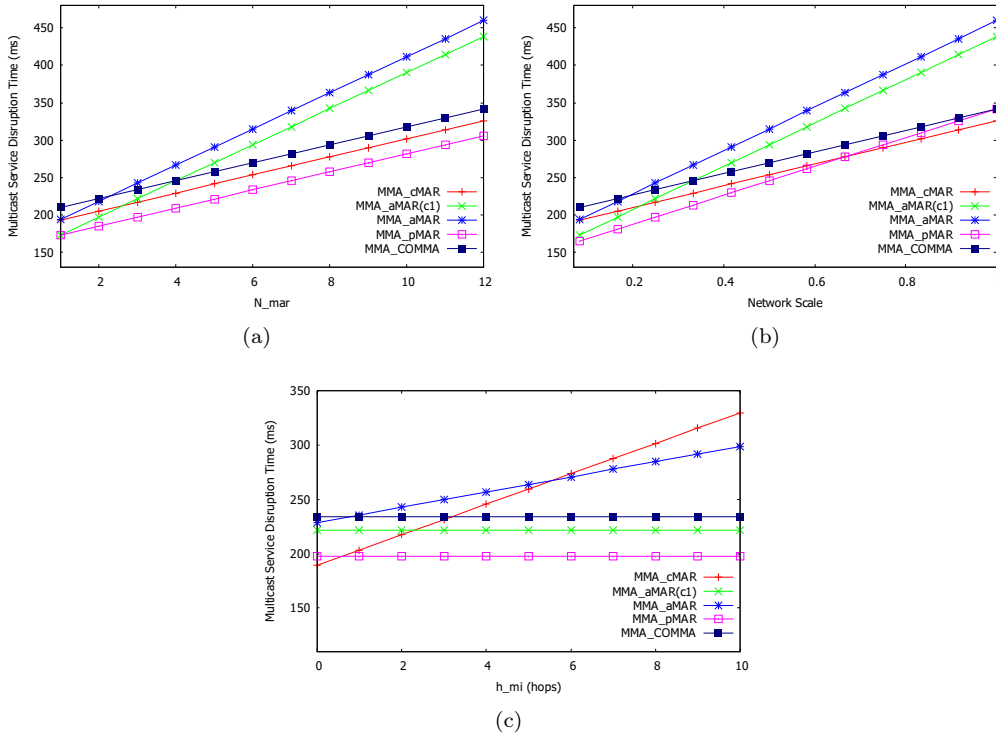 450
400
350
300
250
200
150
Multicast Service Disruption Time (ms)
MMA_cMAR
MMA_aMAR(c1)
MMA_aMAR
MMA_pMAR
MMA_COMMA
2 4 6 8 10 12
N_mar
(a)
450
400
350
300
250
200
150
Multicast Service Disruption Time (ms)
MMA_cMAR
MMA_aMAR(c1)
MMA_aMAR
MMA_pMAR
MMA_COMMA
0.2 0.4 0.6 0.8
Network Scale
(b)
350
300
250
200
150
Multicast Service Disruption Time (ms)
MMA_cMAR
MMA_aMAR(c1)
MMA_aMAR
MMA_pMAR
MMA_COMMA
0 2 4 6 8 10
h_mi (hops)
(c)